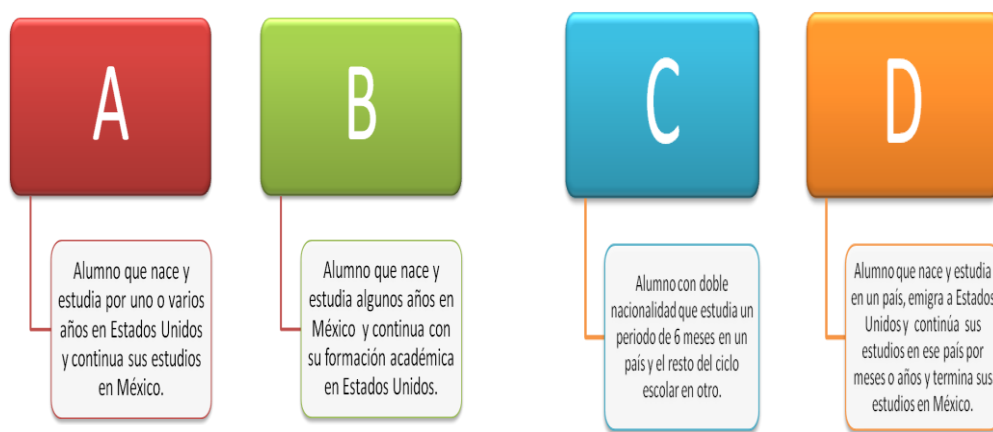 A
Alumno que nace y
estudia por uno o varios
años en Estados Unidos
y continua sus estudios
en México.
B
Alumno que nace y
estudia algunos años en
México y continua con
su formación académica
en Estados Unidos.
C
Alumno con doble
nacionalidad que estudia un
periodo de 6 meses en un
país y el resto del ciclo
escolar en otro.
D
Alumno que nace y estudia
en un país, emigra a Estados
Unidos y continúa sus
estudios en ese país por
meses o años y termina sus
estudios en México.